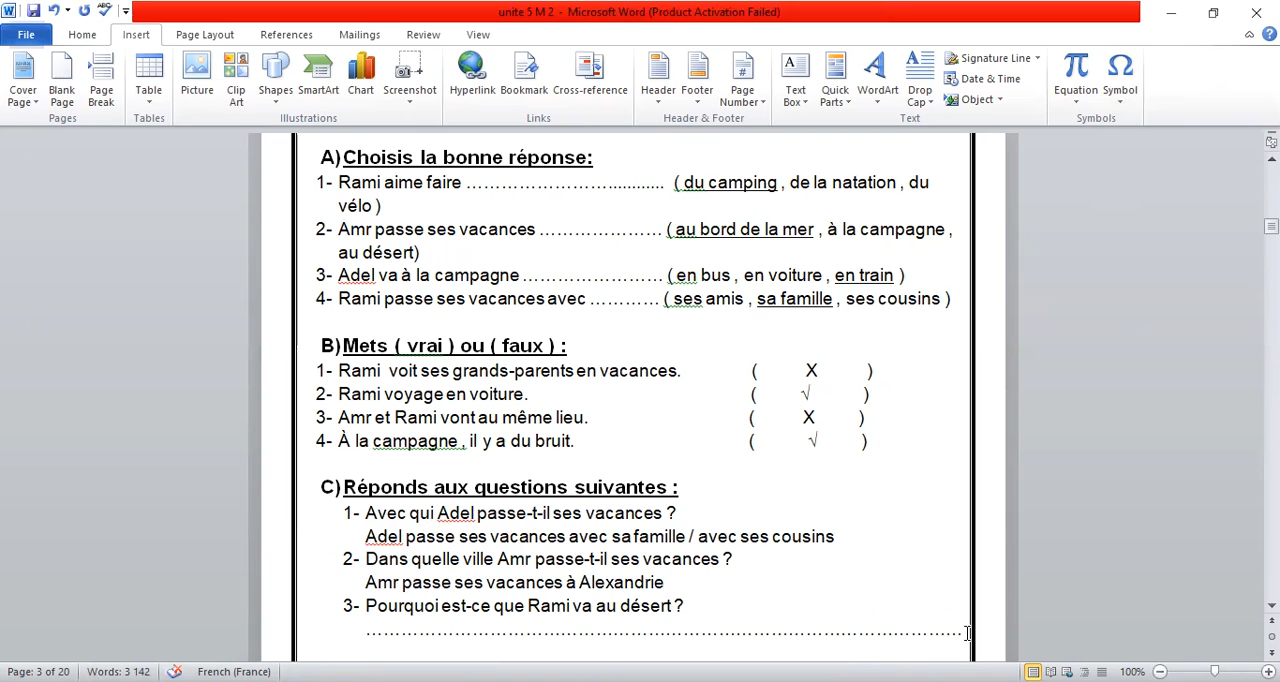 unite 5 M 2 - Microsoft Word (Product Activation Failed)
File Home Insert Page Layout References Mailings Review View
Cover Page Blank Page Page Break Table Picture Clip Art Shapes SmartArt Chart Screenshot Hyperlink Bookmark Cross-reference Header Footer Page Number Text Box Quick Parts WordArt Drop Cap Signature Line Date & Time Object Equation Symbol
Pages Tables Illustrations Links Header & Footer Text Symbols
A) Choisis la bonne réponse:
1- Rami aime faire ……………………........... ( du camping , de la natation , du
vélo )
2- Amr passe ses vacances ………………… ( au bord de la mer , à la campagne ,
au désert)
3- Adel va à la campagne …………………… ( en bus , en voiture , en train )
4- Rami passe ses vacances avec ………… ( ses amis , sa famille , ses cousins )
B) Mets ( vrai ) ou ( faux ) :
1- Rami voit ses grands-parents en vacances. ( X )
2- Rami voyage en voiture. ( √ )
3- Amr et Rami vont au même lieu. ( X )
4- À la campagne , il y a du bruit. ( √ )
C) Réponds aux questions suivantes :
1- Avec qui Adel passe-t-il ses vacances ?
Adel passe ses vacances avec sa famille / avec ses cousins
2- Dans quelle ville Amr passe-t-il ses vacances ?
Amr passe ses vacances à Alexandrie
3- Pourquoi est-ce que Rami va au désert ?
…………………………………………………………………………………………
Page: 3 of 20 Words: 3 142 French (France) 100%